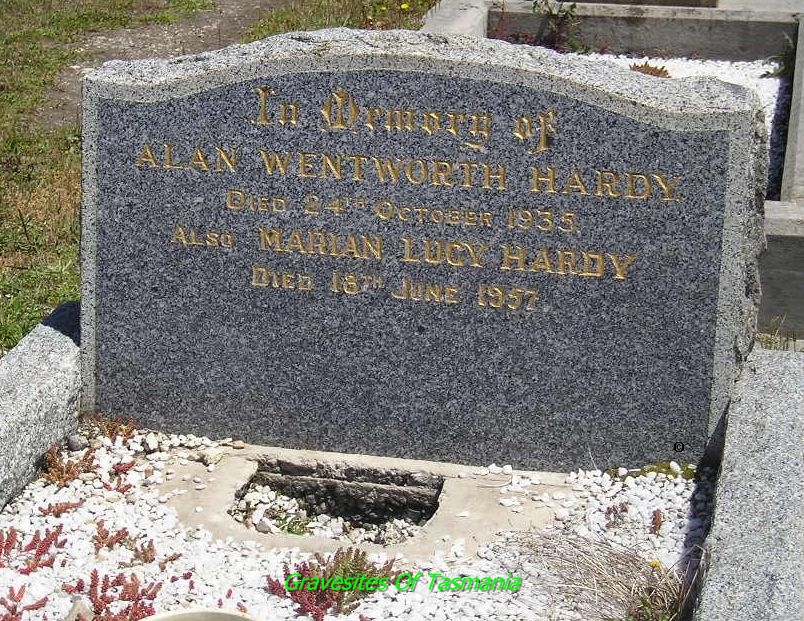 In Memory of
ALAN WENTWORTH HARDY.
DIED 24TH OCTOBER 1935.
ALSO MARIAN LUCY HARDY
DIED 18TH JUNE 1957.
Gravesites Of Tasmania